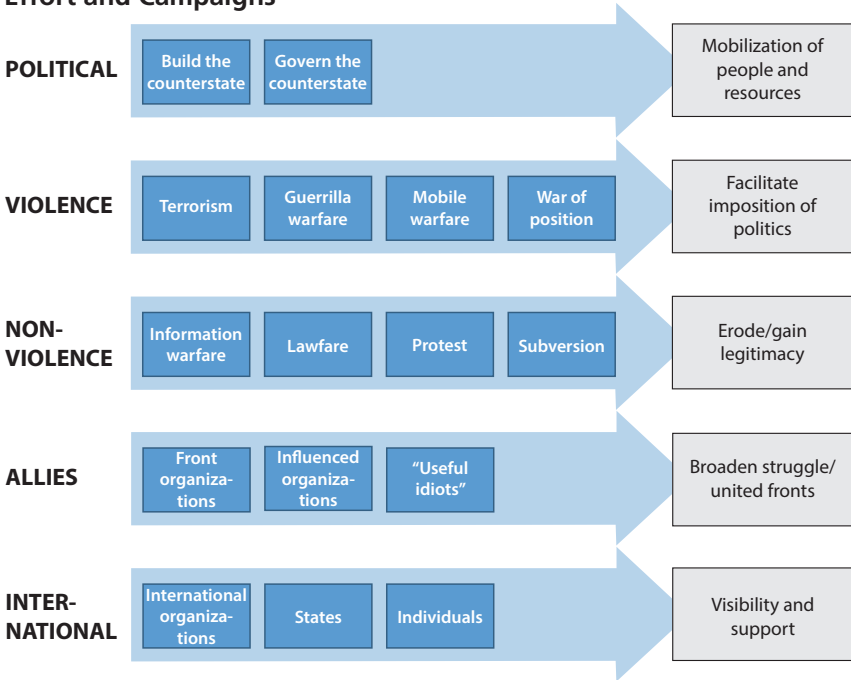 Effort and Campaigns
POLITICAL
Build the
counterstate
Govern the
counterstate
Mobilization of
people and
resources
VIOLENCE
Terrorism
Guerrilla
warfare
Mobile
warfare
War of
position
Facilitate
imposition of
politics
NON-
VIOLENCE
Information
warfare
Lawfare
Protest
Subversion
Erode/gain
legitimacy
ALLIES
Front
organiza-
tions
Influenced
organiza-
tions
“Useful
idiots”
Broaden struggle/
united fronts
INTER-
NATIONAL
International
organiza-
tions
States
Individuals
Visibility and
support